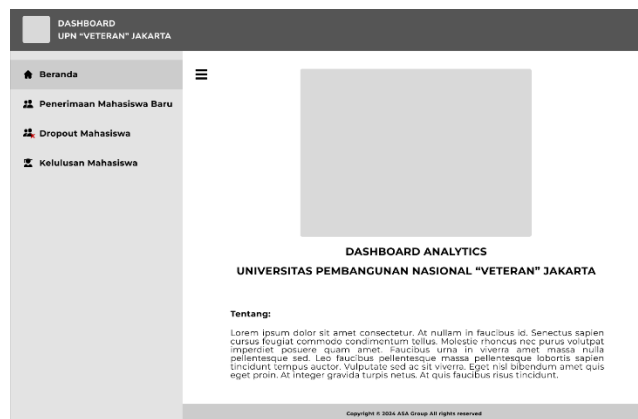 DASHBOARD
UPN “VETERAN” JAKARTA
Beranda
Penerimaan Mahasiswa Baru
Dropout Mahasiswa
Kelulusan Mahasiswa
DASHBOARD ANALYTICS
UNIVERSITAS PEMBANGUNAN NASIONAL “VETERAN” JAKARTA
Tentang:
Lorem ipsum dolor sit amet consectetur. At nullam in faucibus id. Senectus sapien
cursus feugiat commodo condimentum tellus. Molestie rhoncus nec purus volutpat
imperdiet posuere quam amet. Faucibus urna in viverra amet massa nulla
pellentesque sed. Leo faucibus pellentesque massa pellentesque lobortis sapien
tincidunt tempus auctor. Vulputate sed ac sit viverra. Eget nisl bibendum amet quis
eget proin. At integer gravida turpis netus. At quis faucibus risus tincidunt.
Copyright © 2024 ASA Group All rights reserved